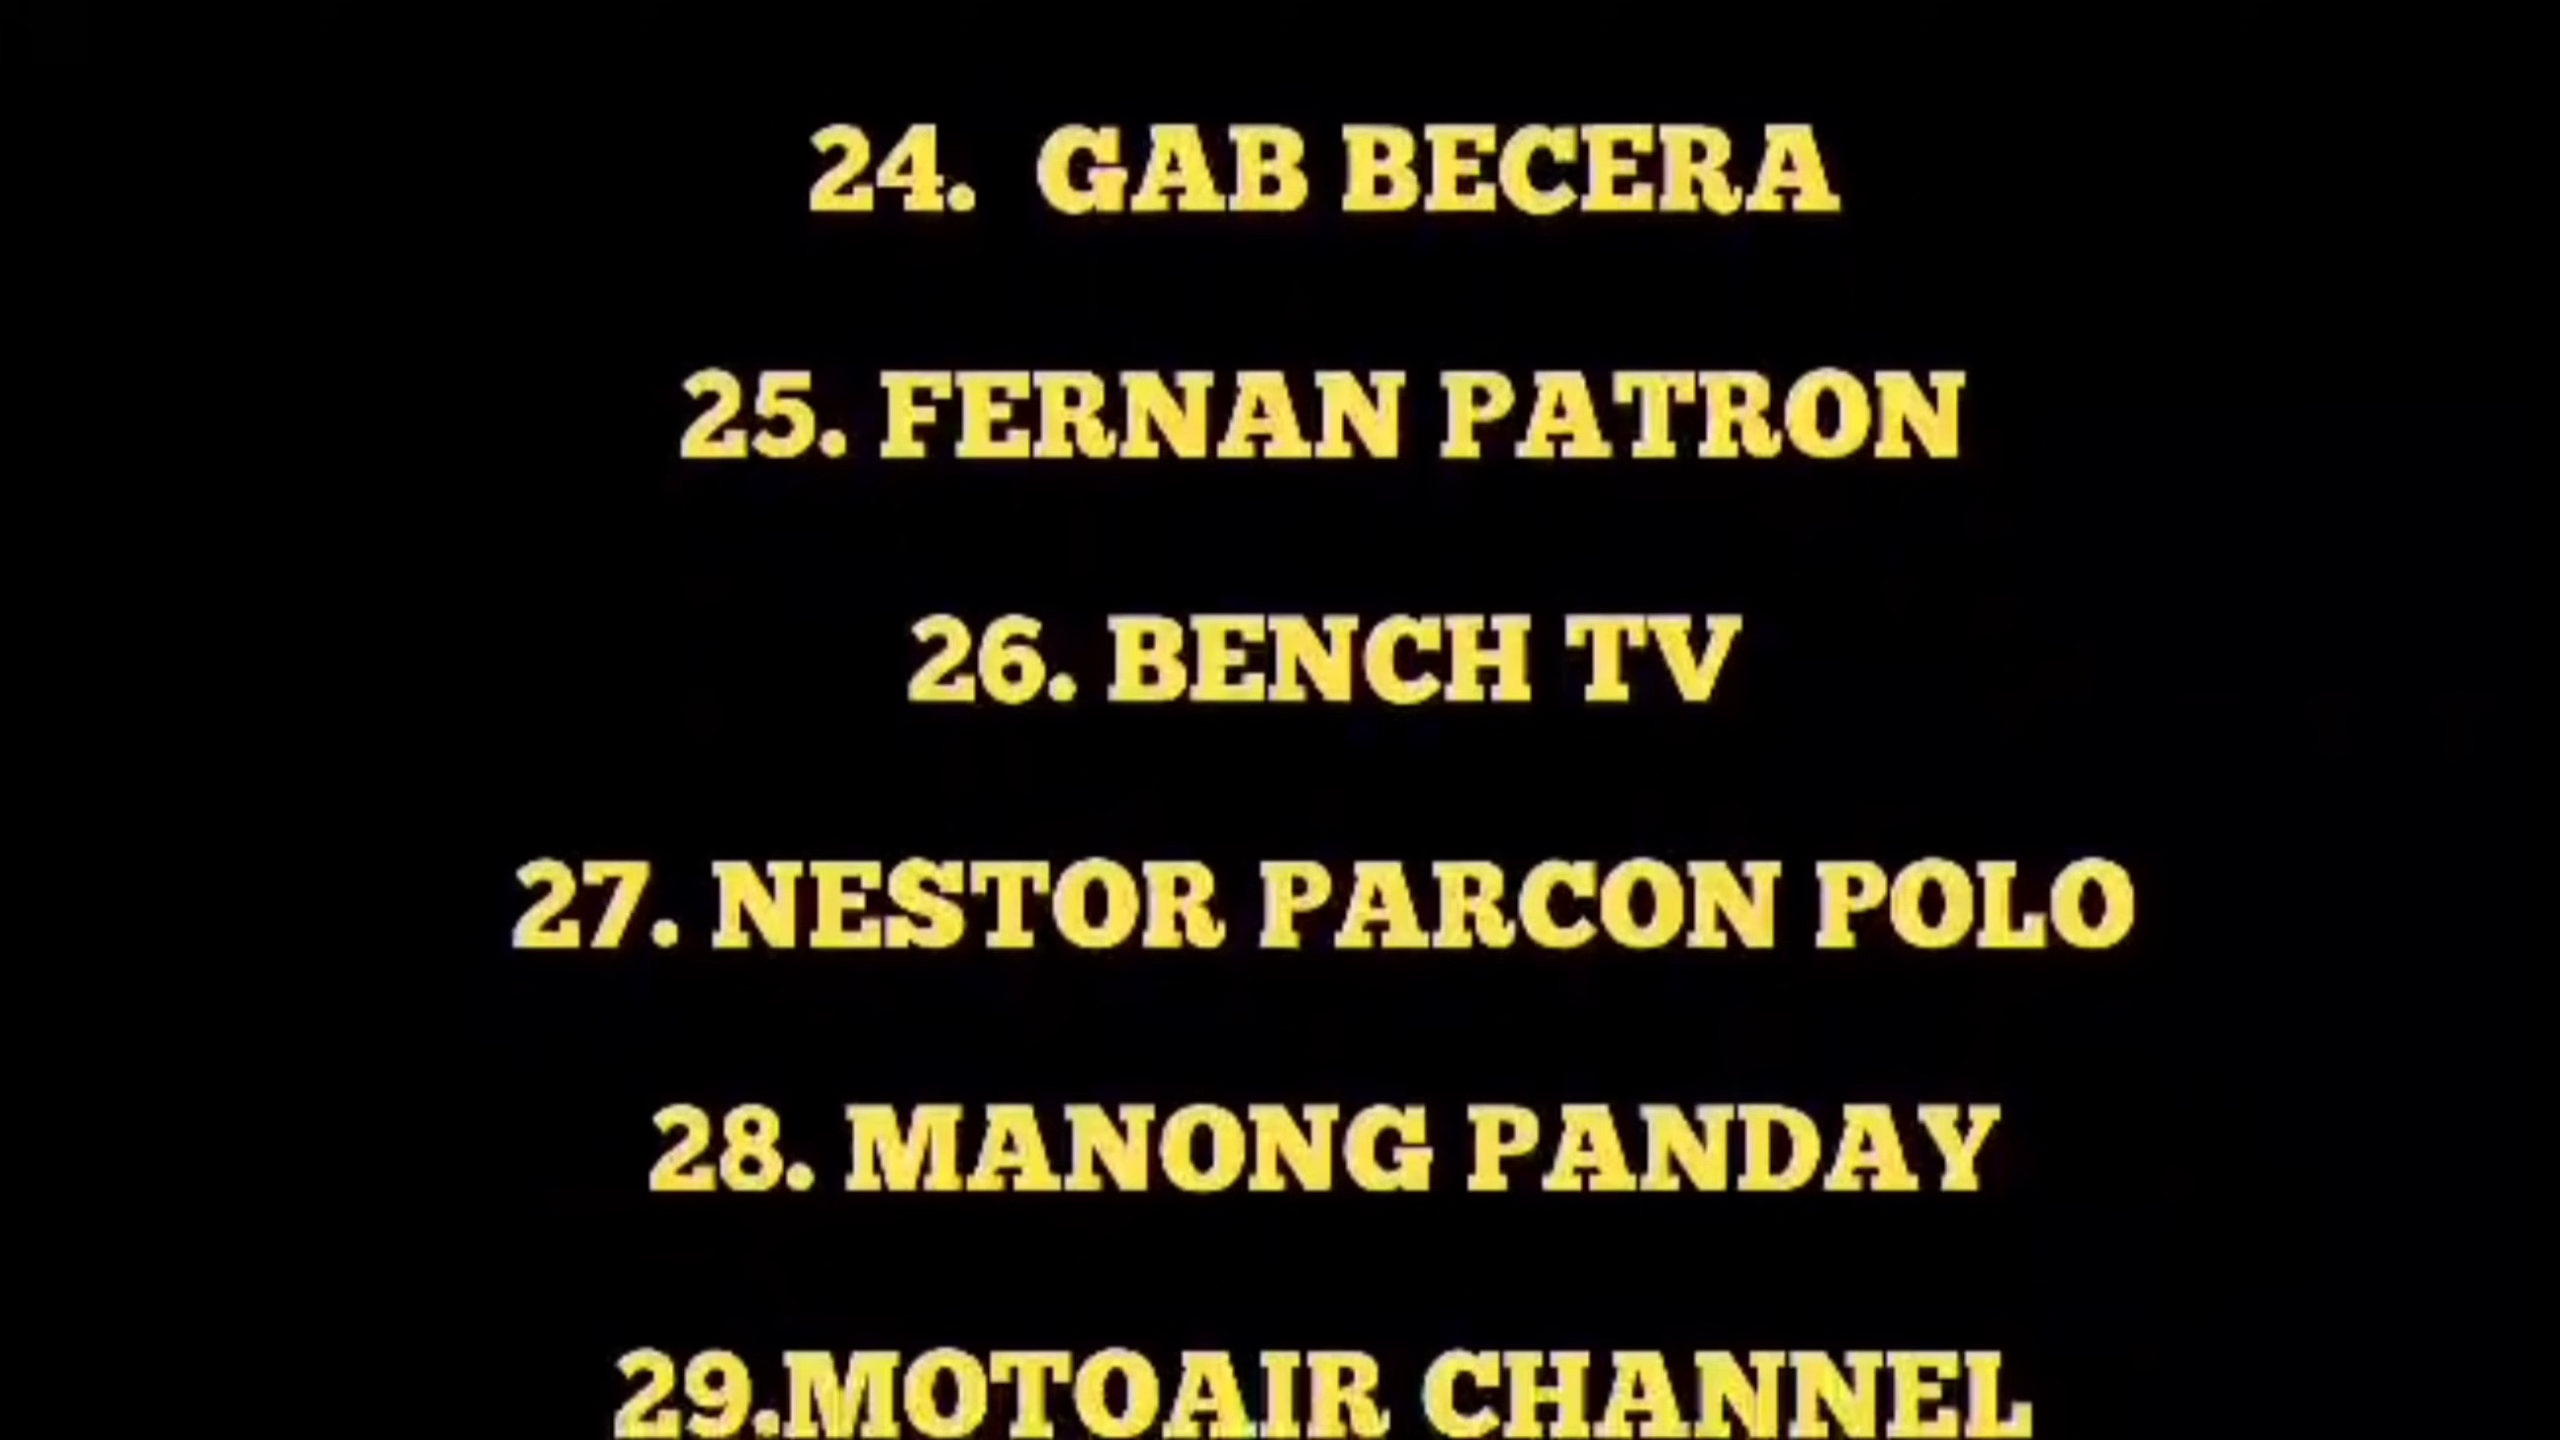 24. GAB BECERA
25. FERNAN PATRON
26. BENCH TV
27. NESTOR PARCON POLO
28. MANONG PANDAY
29.MOTOAIR CHANNEL